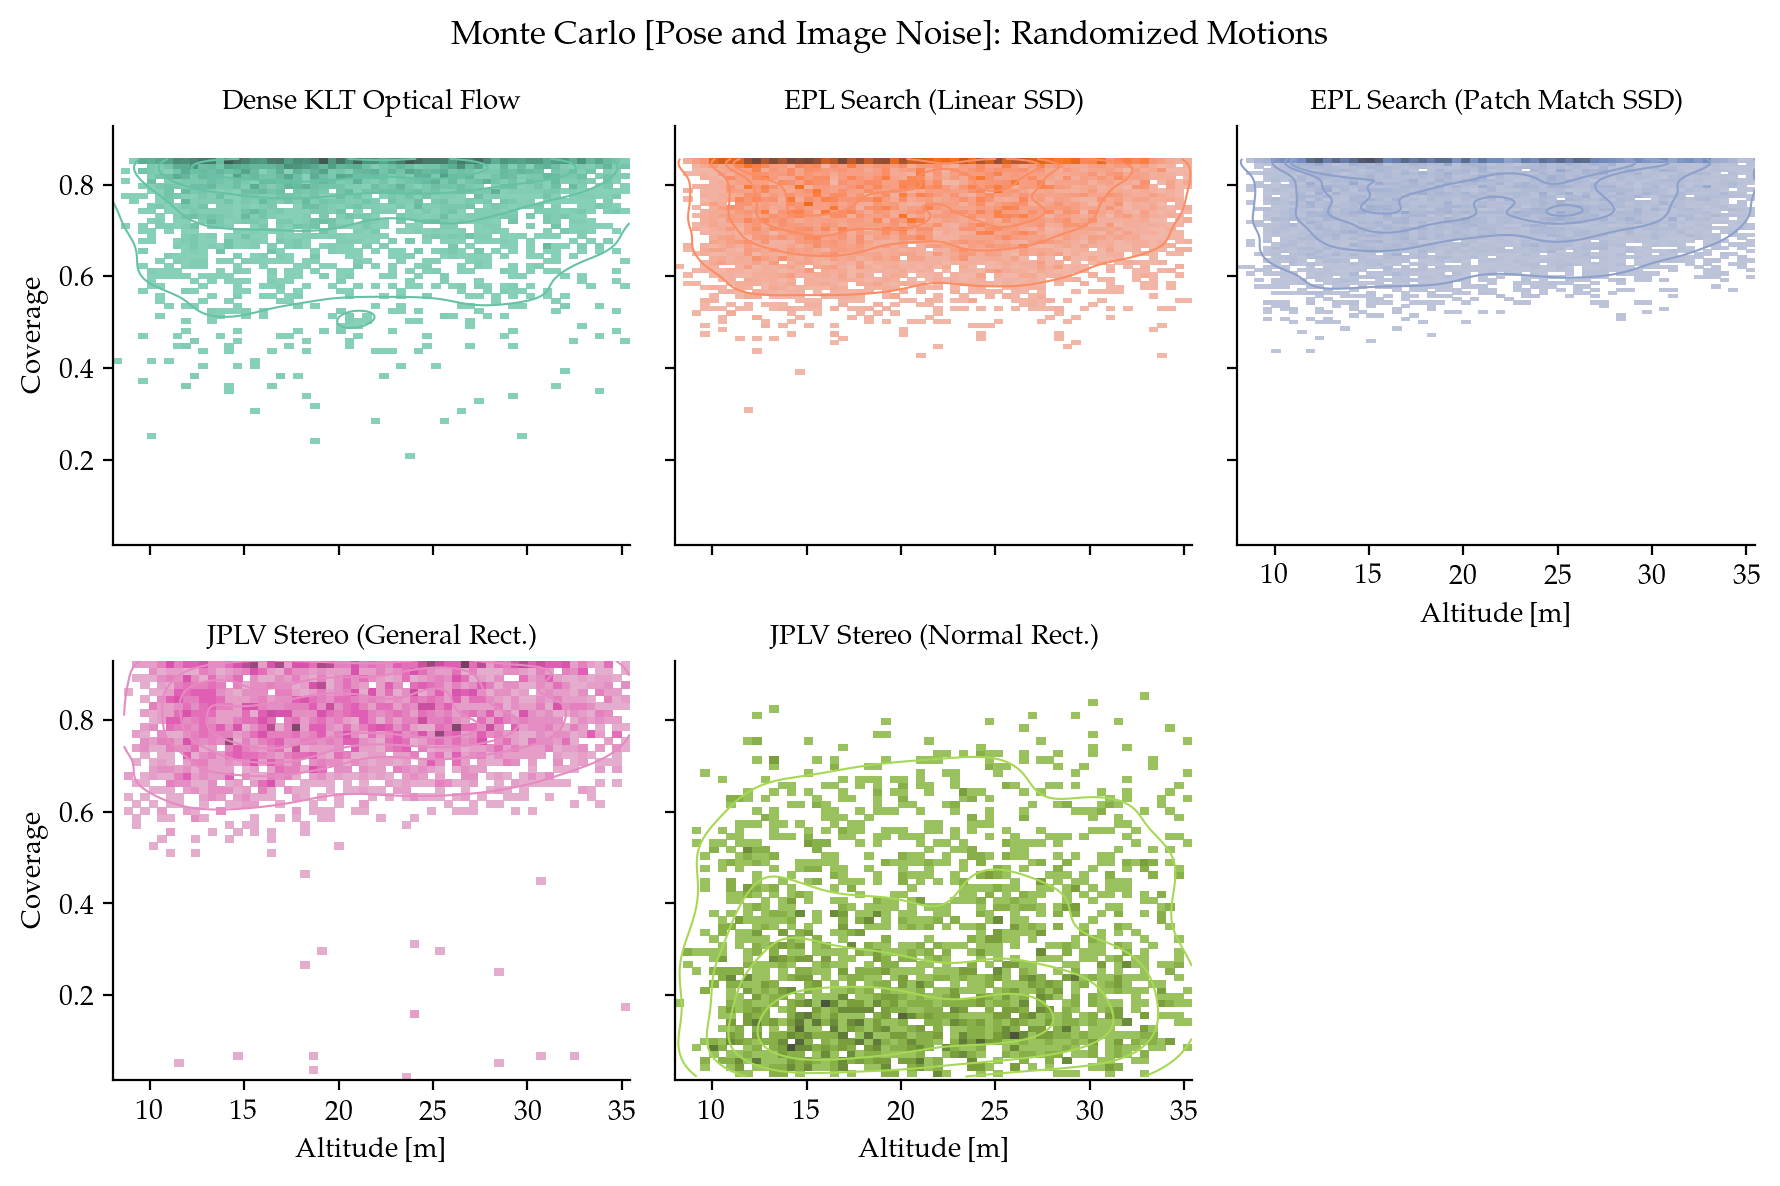 Monte Carlo [Pose and Image Noise]: Randomized Motions
Dense KLT Optical Flow
EPL Search (Linear SSD)
EPL Search (Patch Match SSD)
0.8
0.6
0.4
0.2
Coverage
10 15 20 25 30 35
Altitude [m]
JPLV Stereo (General Rect.)
JPLV Stereo (Normal Rect.)
0.8
0.6
0.4
0.2
Coverage
10 15 20 25 30 35
Altitude [m]
10 15 20 25 30 35
Altitude [m]